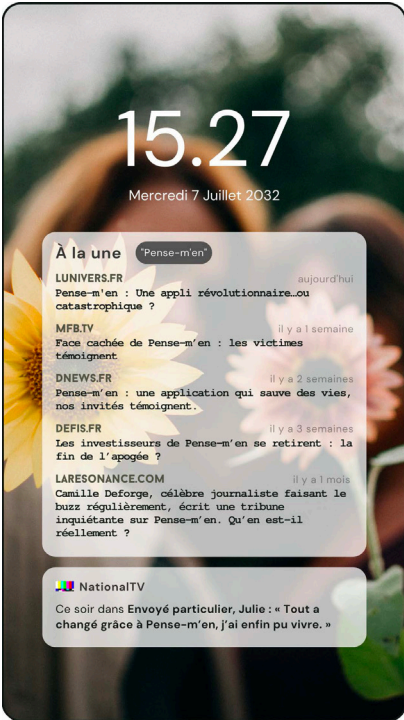 15.27
Mercredi 7 Juillet 2032
À la une "Pense-m'en"
LUNIVERS.FR aujourd'hui
Pense-m'en : Une appli révolutionnaire…ou
catastrophique ?
MFB.TV il y a 1 semaine
Face cachée de Pense-m'en : les victimes
témoignent
DNEWS.FR il y a 2 semaines
Pense-m'en : une application qui sauve des vies,
nos invités témoignent.
DEFIS.FR il y a 3 semaines
Les investisseurs de Pense-m'en se retirent : la
fin de l'apogée ?
LARESONANCE.COM il y a 1 mois
Camille Deforge, célèbre journaliste faisant le
buzz régulièrement, écrit une tribune
inquiétante sur Pense-m'en. Qu'en est-il
réellement ?
NationalTV
Ce soir dans Envoyé particulier, Julie : « Tout a
changé grâce à Pense-m'en, j'ai enfin pu vivre. »